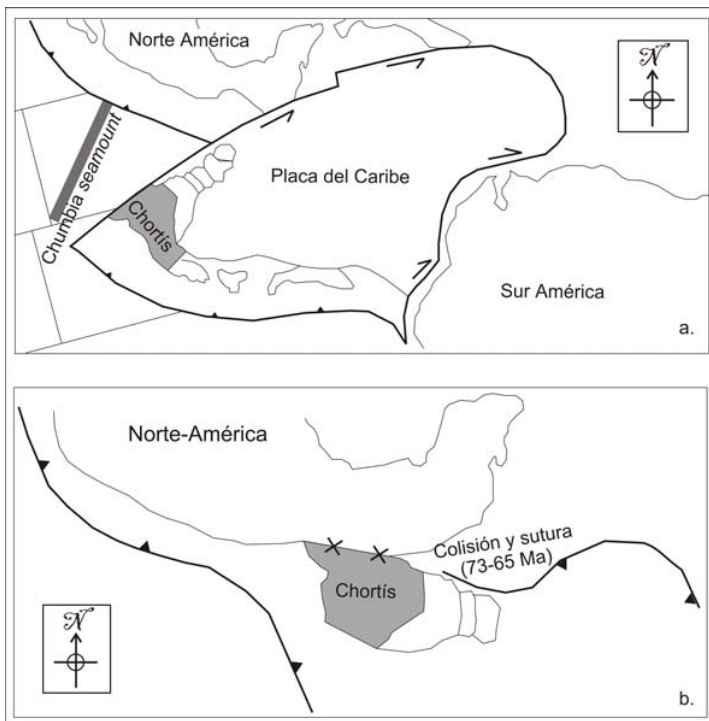 Norte América
N
Chumbia seamount
Placa del Caribe
Chortís
Sur América
a.
Norte-América
Colisión y sutura
(73-65 Ma)
Chortís
N
b.